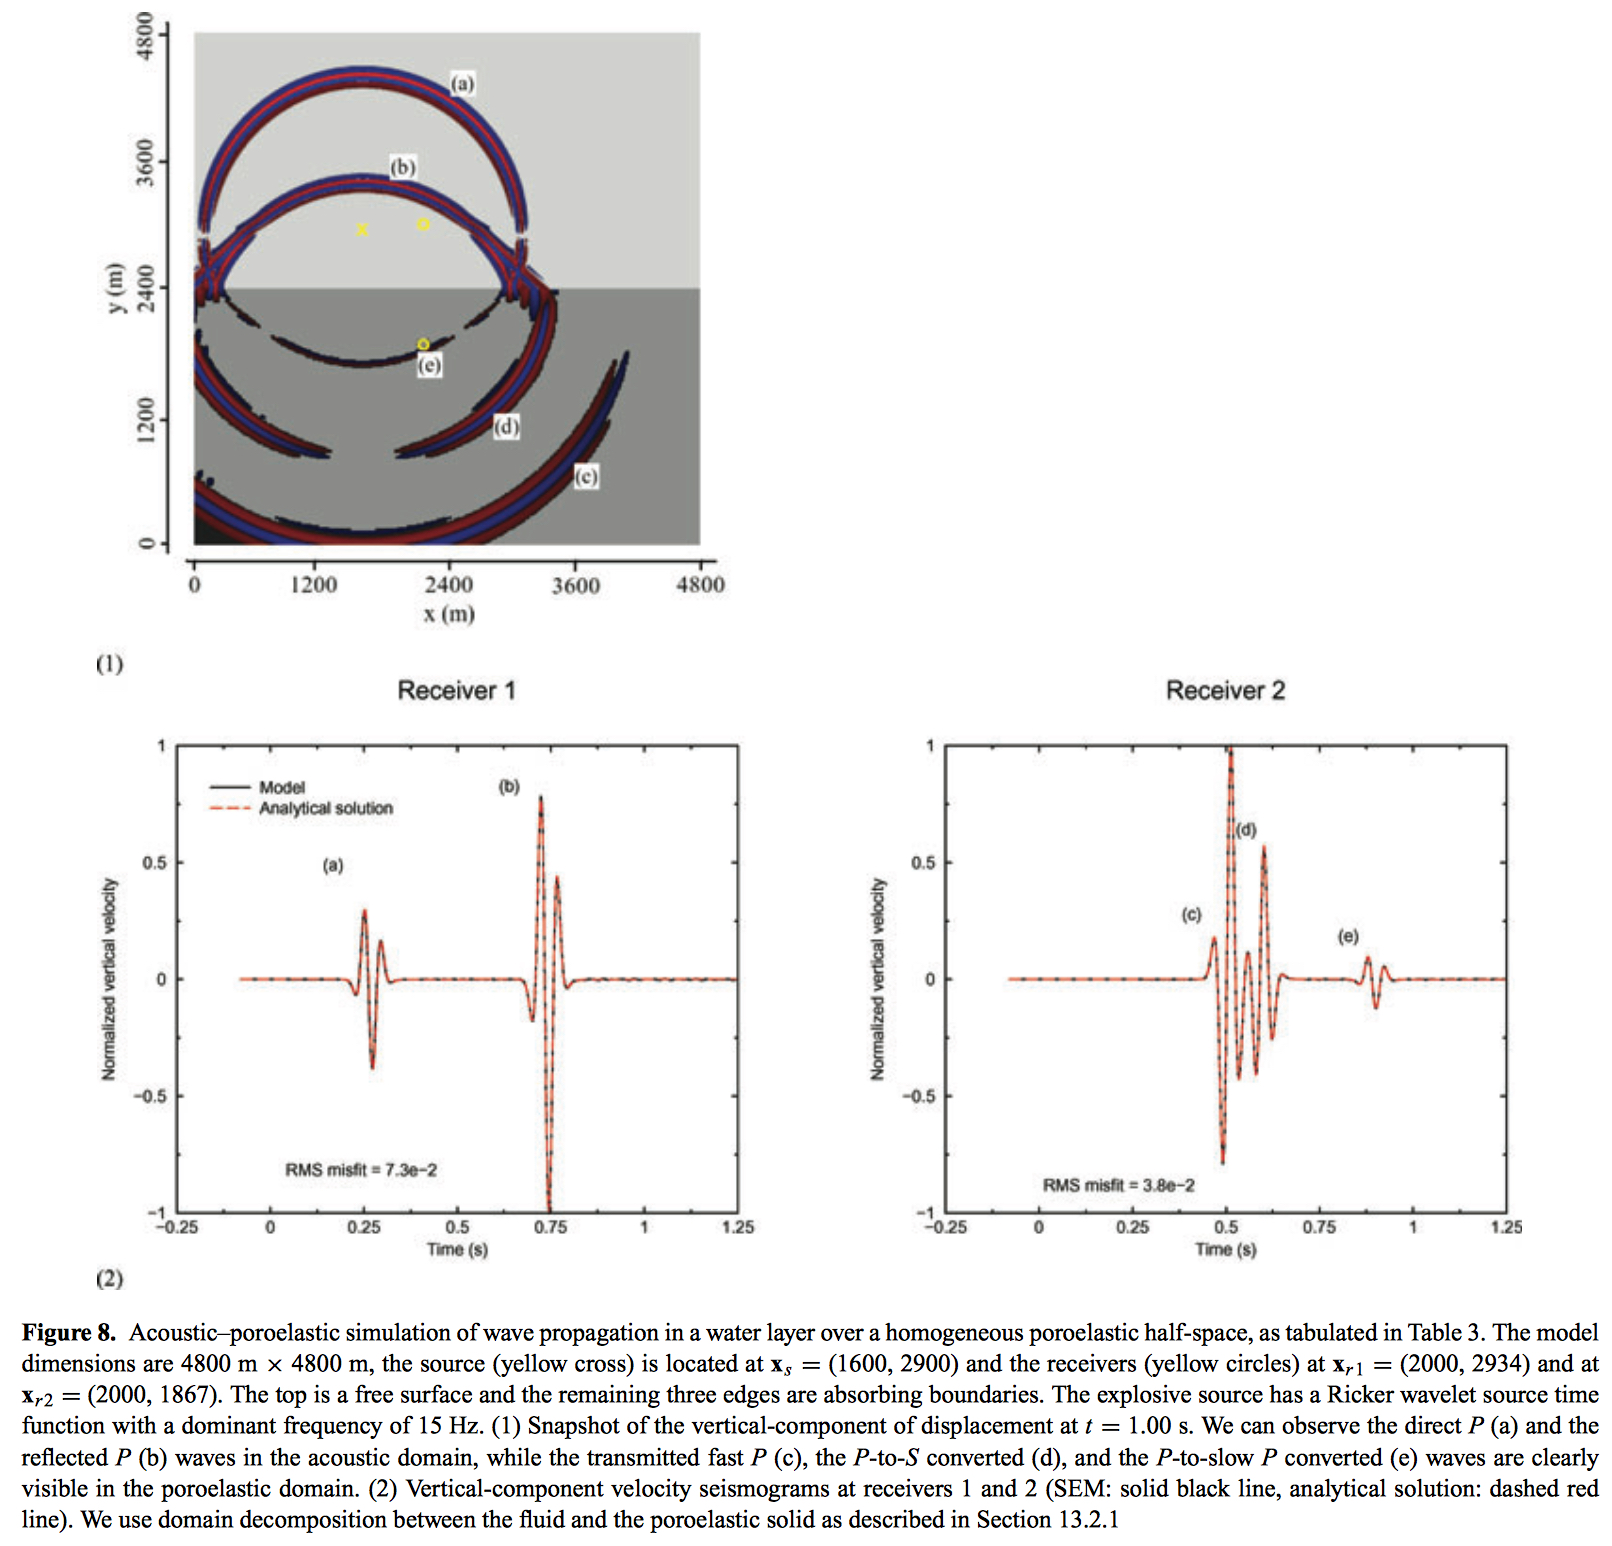 4800
3600
2400
1200
0
y (m)
(a)
(b)
(e)
(d)
(c)
0 1200 2400 3600 4800
x (m)
(1)
Receiver 1
Normalized vertical velocity
1
0.5
0
−0.5
−1
Model
Analytical solution
(a)
(b)
RMS misfit = 7.3e−2
−0.25 0 0.25 0.5 0.75 1 1.25
Time (s)
Receiver 2
Normalized vertical velocity
1
0.5
0
−0.5
−1
(c)
(d)
(e)
RMS misfit = 3.8e−2
−0.25 0 0.25 0.5 0.75 1 1.25
Time (s)
(2)
Figure 8. Acoustic–poroelastic simulation of wave propagation in a water layer over a homogeneous poroelastic half-space, as tabulated in Table 3. The model
dimensions are 4800 m × 4800 m, the source (yellow cross) is located at xs = (1600, 2900) and the receivers (yellow circles) at xr1 = (2000, 2934) and at
xr2 = (2000, 1867). The top is a free surface and the remaining three edges are absorbing boundaries. The explosive source has a Ricker wavelet source time
function with a dominant frequency of 15 Hz. (1) Snapshot of the vertical-component of displacement at t = 1.00 s. We can observe the direct P (a) and the
reflected P (b) waves in the acoustic domain, while the transmitted fast P (c), the P-to-S converted (d), and the P-to-slow P converted (e) waves are clearly
visible in the poroelastic domain. (2) Vertical-component velocity seismograms at receivers 1 and 2 (SEM: solid black line, analytical solution: dashed red
line). We use domain decomposition between the fluid and the poroelastic solid as described in Section 13.2.1